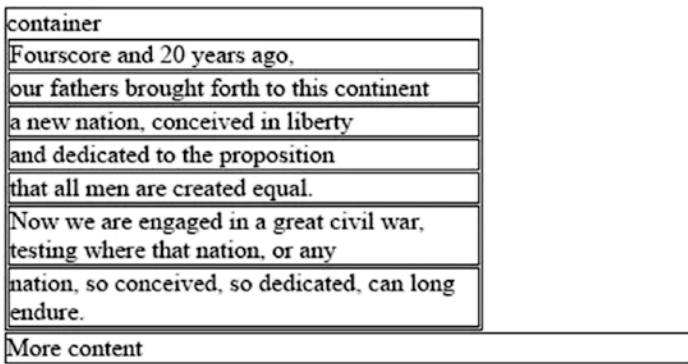 container
Fourscore and 20 years ago,
our fathers brought forth to this continent
a new nation, conceived in liberty
and dedicated to the proposition
that all men are created equal.
Now we are engaged in a great civil war,
testing where that nation, or any
nation, so conceived, so dedicated, can long
endure.
More content